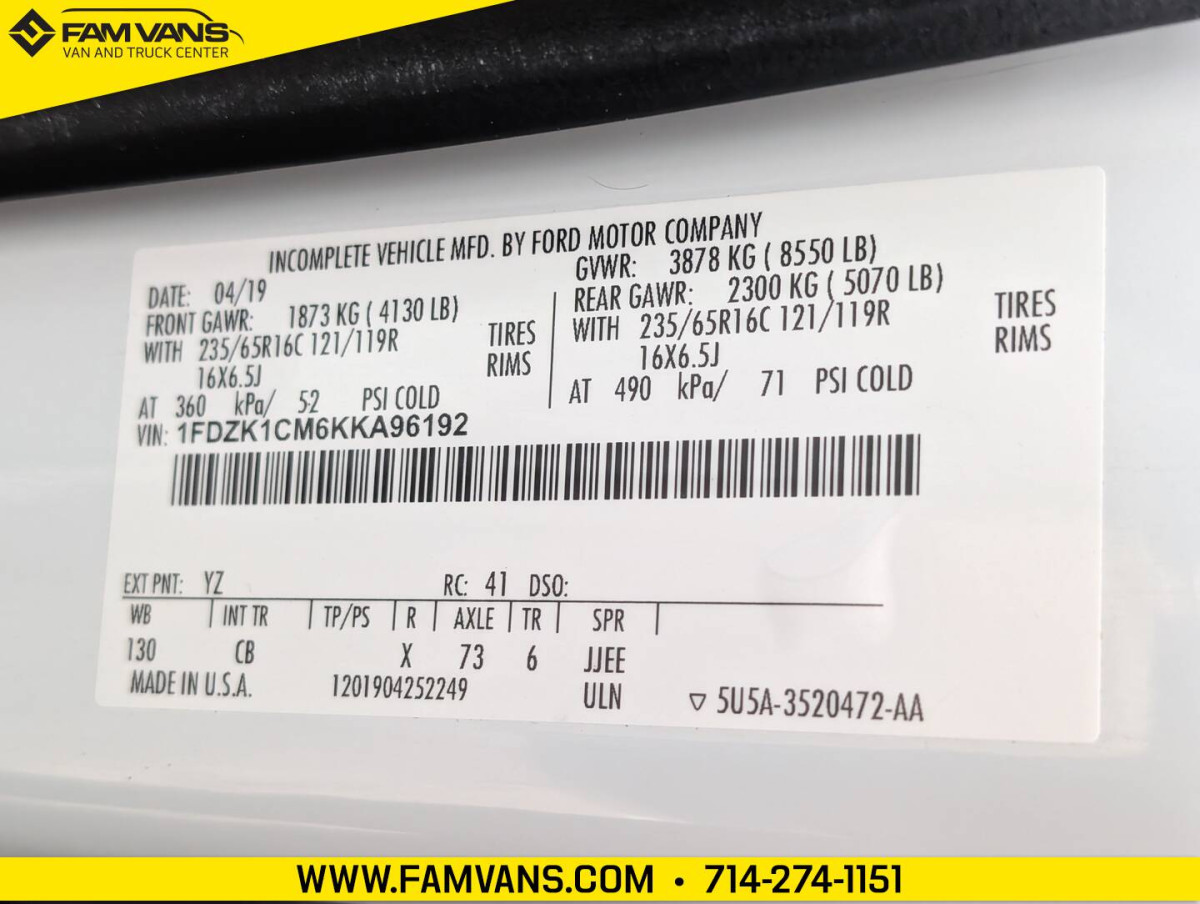 FAM VANS
VAN AND TRUCK CENTER
INCOMPLETE VEHICLE MFD. BY FORD MOTOR COMPANY
DATE: 04/19
GVWR: 3878 KG ( 8550 LB)
FRONT GAWR: 1873 KG ( 4130 LB)
REAR GAWR: 2300 KG ( 5070 LB)
WITH 235/65R16C 121/119R TIRES
WITH 235/65R16C 121/119R TIRES
16X6.5J RIMS
16X6.5J RIMS
AT 360 kPa/ 52 PSI COLD
AT 490 kPa/ 71 PSI COLD
VIN: 1FDZK1CM6KKA96192
EXT PNT: YZ RC: 41 DSO:
WB | INT TR | TP/PS | R | AXLE | TR | SPR |
130 CB X 73 6 JJEE
MADE IN U.S.A. 1201904252249 ULN ▽ 5U5A-3520472-AA
WWW.FAMVANS.COM • 714-274-1151